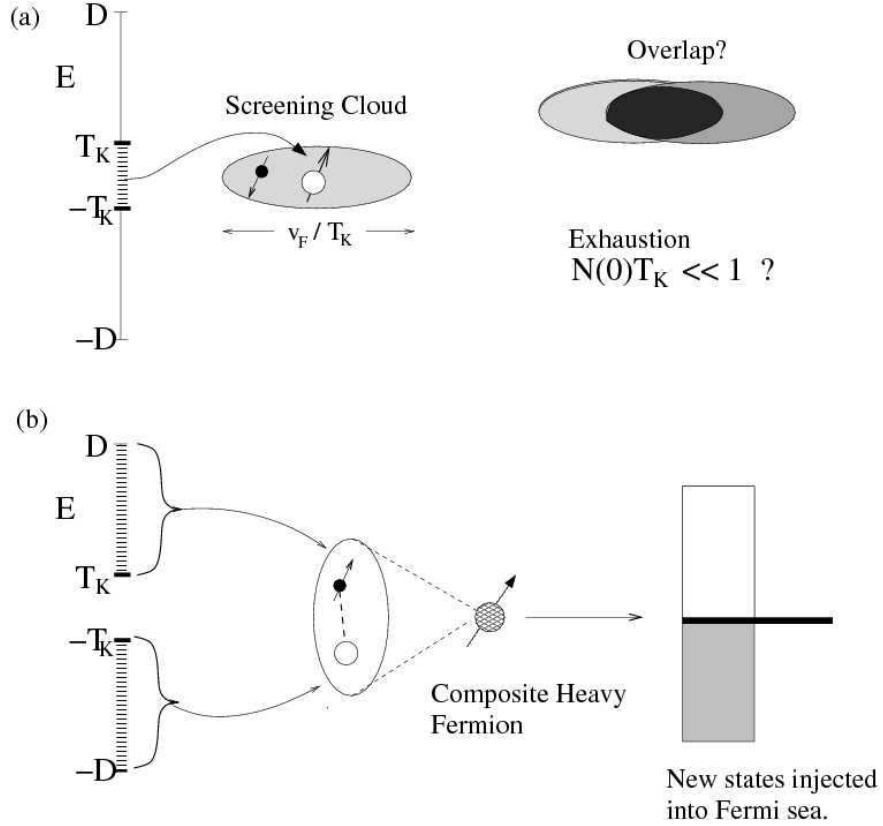 (a)
D
E
T_K
−T_K
−D
Screening Cloud
v_F / T_K
Overlap?
Exhaustion
N(0)T_K << 1 ?
(b)
D
E
T_K
−T_K
−D
Composite Heavy
Fermion
New states injected
into Fermi sea.